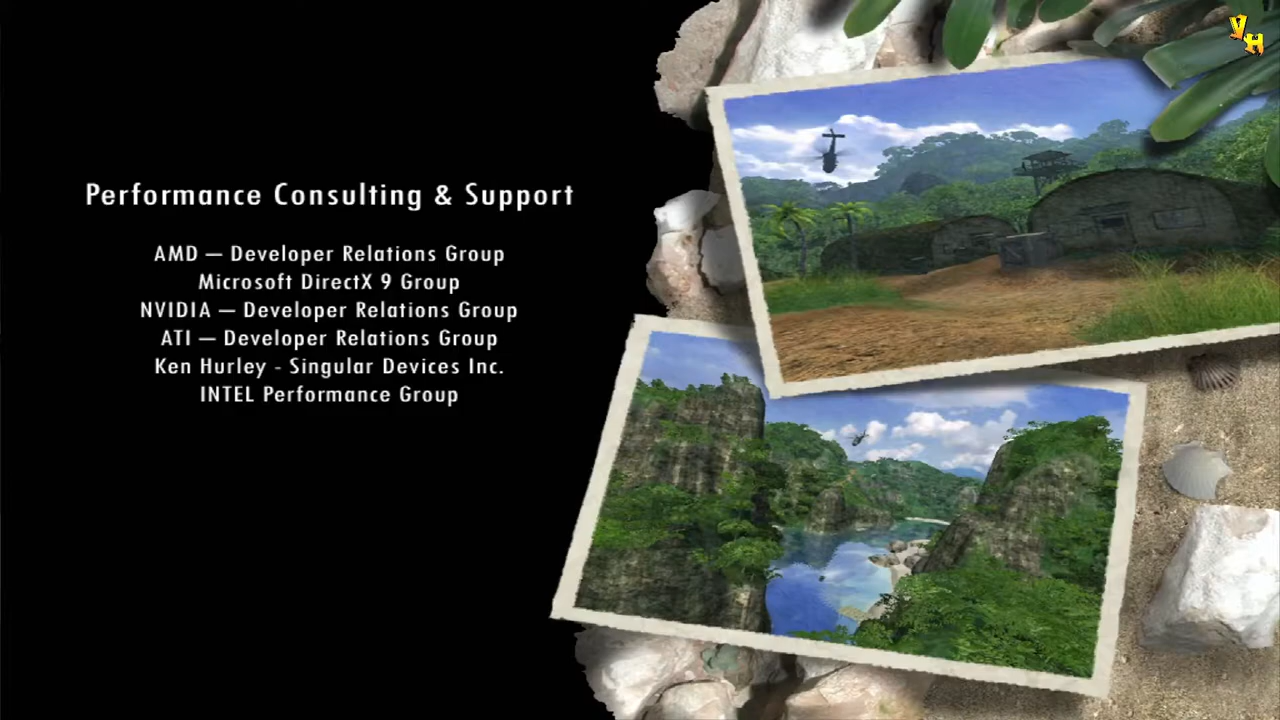 VH
Performance Consulting & Support
AMD — Developer Relations Group
Microsoft DirectX 9 Group
NVIDIA — Developer Relations Group
ATI — Developer Relations Group
Ken Hurley - Singular Devices Inc.
INTEL Performance Group